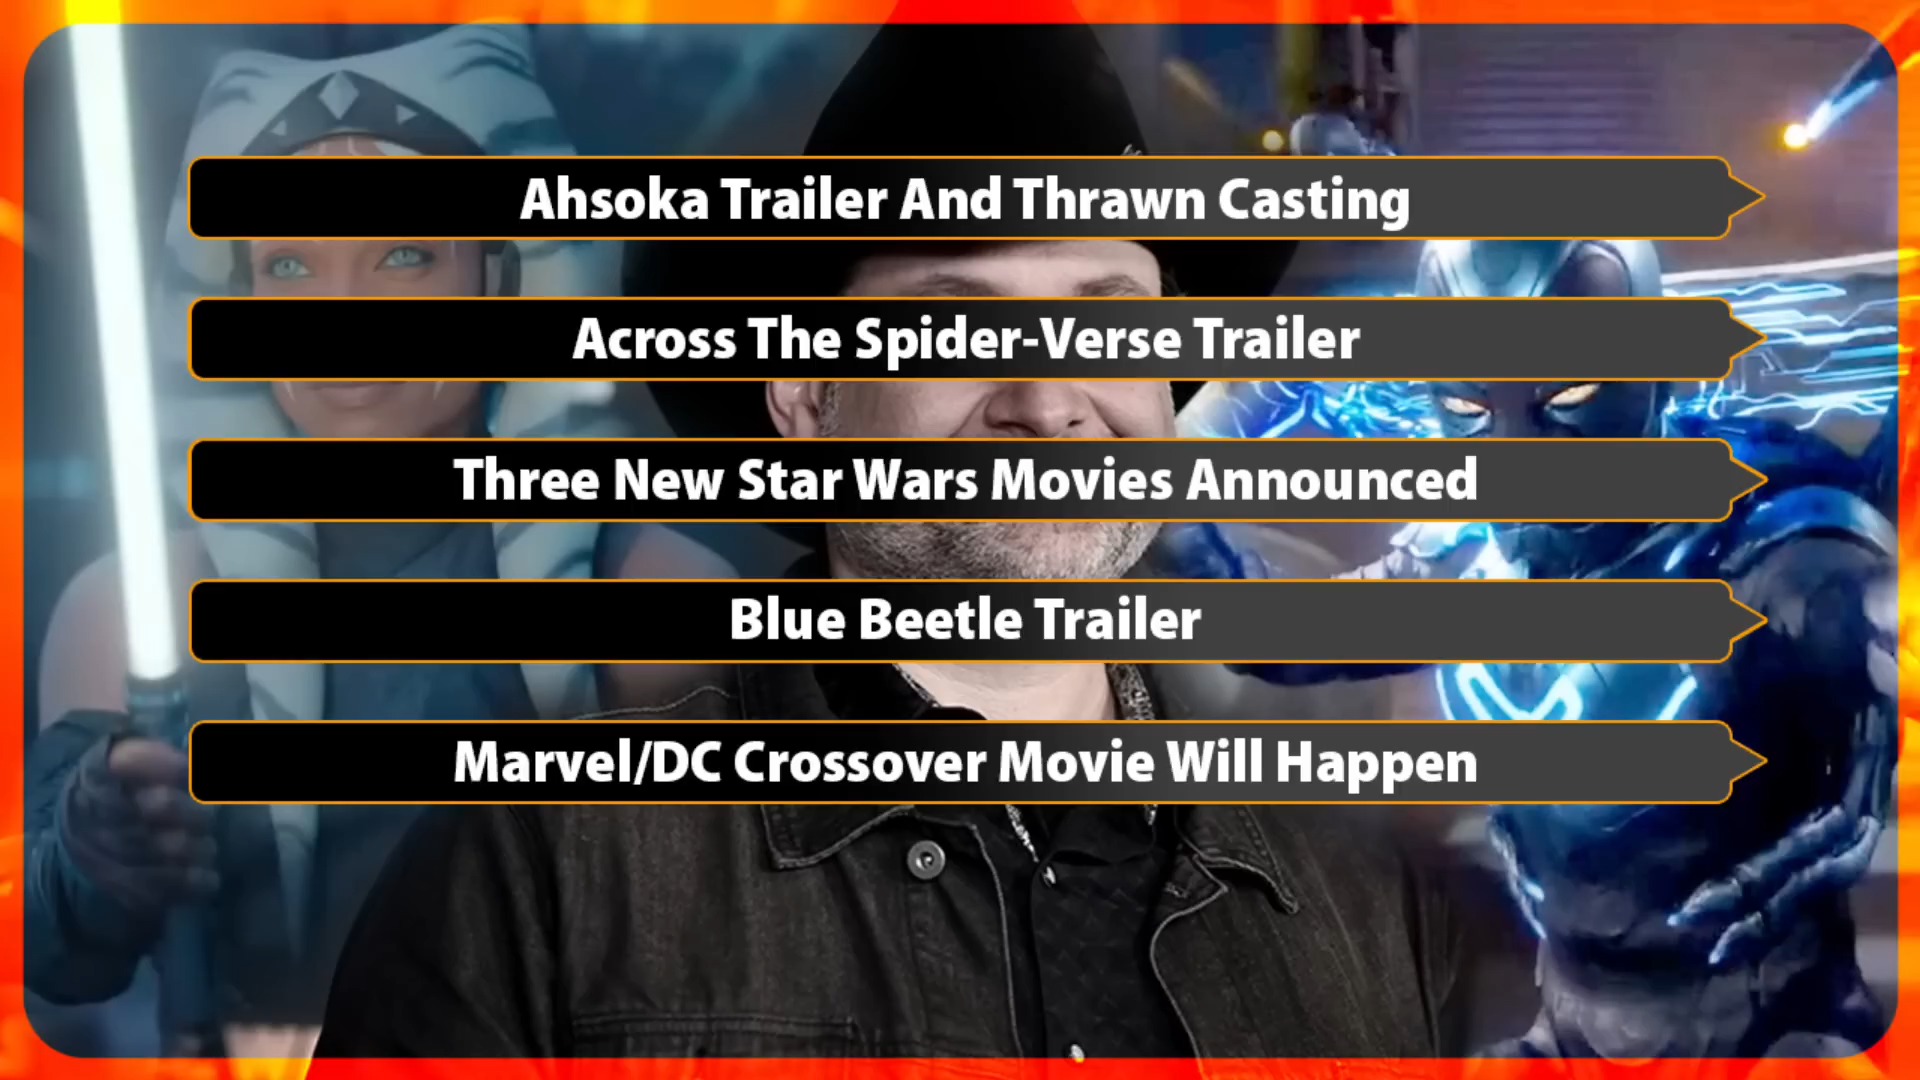 Ahsoka Trailer And Thrawn Casting
Across The Spider-Verse Trailer
Three New Star Wars Movies Announced
Blue Beetle Trailer
Marvel/DC Crossover Movie Will Happen